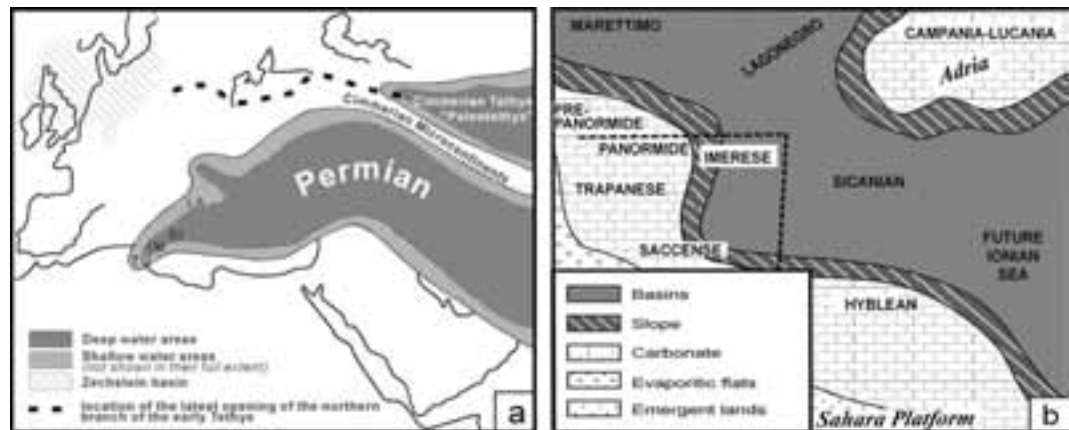 Cimmerian Tethys
"Paleotethys"
Cimmerian Microcontinents
Permian
Deep water areas
Shallow water areas
(not shown in their full extent)
Zechstein basin
location of the latest opening of the northern
branch of the early Tethys
a
MARETTIMO
LAGONEGRO
CAMPANIA-LUCANIA
Adria
PRE-
PANORMIDE
PANORMIDE
IMERESE
TRAPANESE
SICANIAN
SACCENSE
FUTURE
IONIAN
SEA
HYBLEAN
Basins
Slope
Carbonate
Evaporitic flats
Emergent lands
Sahara Platform
b